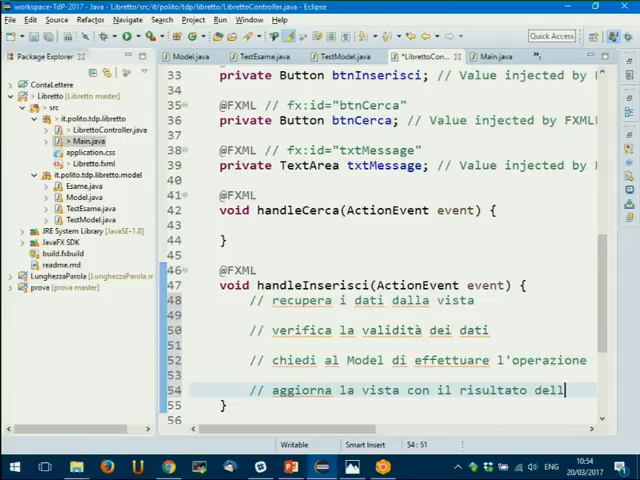 workspace-TdP-2017 - Java - Libretto/src/it/polito/tdp/libretto/LibrettoController.java - Eclipse
File Edit Source Refactor Navigate Search Project Run Window Help
Quick Access
Package Explorer
Model.java
TestEsame.java
TestModel.java
*LibrettoCon...
Main.java
ContaLettere
Libretto [Libretto master]
src
it.polito.tdp.libretto
> LibrettoController.java
> Main.java
application.css
> Libretto.fxml
it.polito.tdp.libretto.model
Esame.java
Model.java
TestEsame.java
TestModel.java
JRE System Library [JavaSE-1.8]
JavaFX SDK
build.fxbuild
readme.md
LunghezzaParola [LunghezzaParola master]
prova [prova master]
33 private Button btnInserisci; // Value injected by F
34
35 @FXML // fx:id="btnCerca"
36 private Button btnCerca; // Value injected by FXML
37
38 @FXML // fx:id="txtMessage"
39 private TextArea txtMessage; // Value injected by
40
41 @FXML
42 void handleCerca(ActionEvent event) {
43
44 }
45
46 @FXML
47 void handleInserisci(ActionEvent event) {
48 // recupera i dati dalla vista
49
50 // verifica la validità dei dati
51
52 // chiedi al Model di effettuare l'operazione
53
54 // aggiorna la vista con il risultato dell
55 }
56
Writable
Smart Insert
54 : 51
10:54
20/03/2017